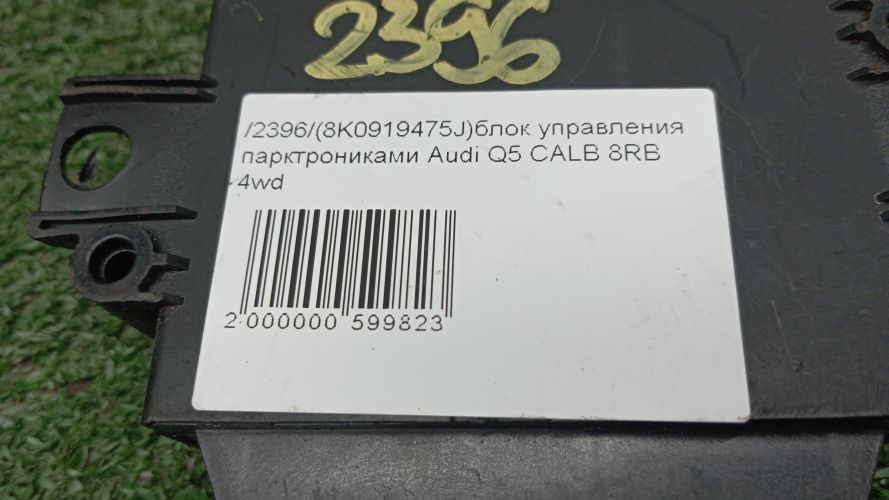 2396
/2396/(8K0919475J)блок управления
парктрониками Audi Q5 CALB 8RB
4wd
2 000000 599823